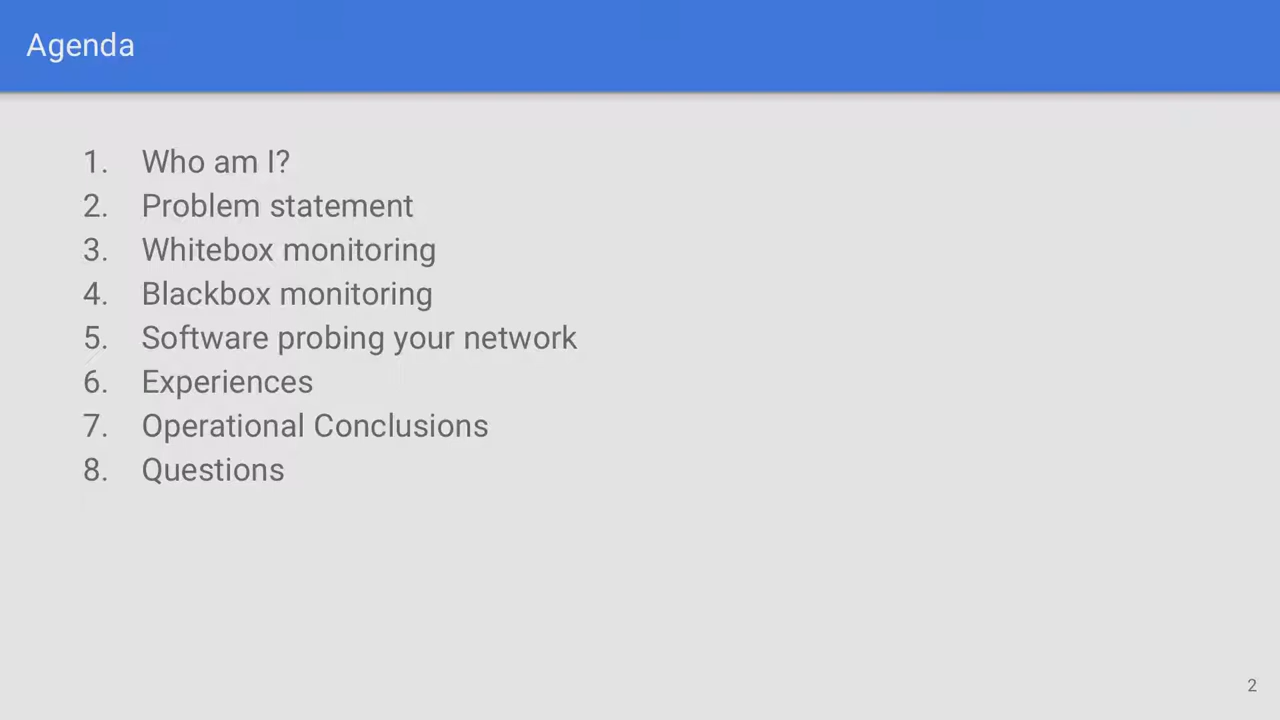 Agenda
1. Who am I?
2. Problem statement
3. Whitebox monitoring
4. Blackbox monitoring
5. Software probing your network
6. Experiences
7. Operational Conclusions
8. Questions
2